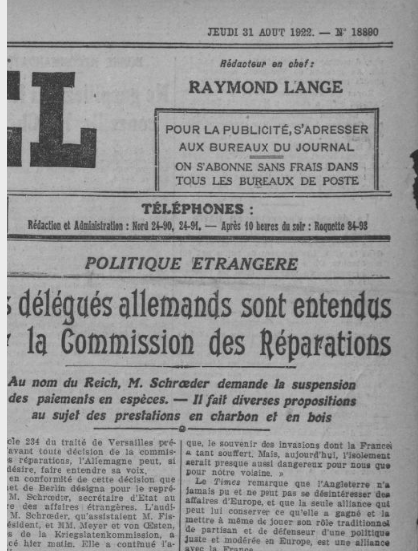 JEUDI 31 AOUT 1922. — N° 18890
Rédacteur en chef:
RAYMOND LANGE
LL
POUR LA PUBLICITÉ, S'ADRESSER
AUX BUREAUX DU JOURNAL
ON S'ABONNE SANS FRAIS DANS
TOUS LES BUREAUX DE POSTE
TÉLÉPHONES :
Rédaction et Administration : Nord 24-90, 24-91. — Après 10 heures du soir : Roquette 84-93
POLITIQUE ETRANGERE
s délégués allemands sont entendus
r la Commission des Réparations
Au nom du Reich, M. Schrœder demande la suspension
des paiements en espèces. — Il fait diverses propositions
au sujet des prestations en charbon et en bois
cle 234 du traité de Versailles pré-
avant toute décision de la commis-
s réparations, l'Allemagne peut, si
désire, faire entendre sa voix.
en conformité de cette décision que
et de Berlin désigna pour le repré-
M. Schrœder, secrétaire d'Etat au
e des affaires étrangères. L'audi-
M. Schrœder, qu'assistaient M. Fis-
ésident, et MM. Meyer et von Œsten,
s de la Kriegslatenkommission, a
cé hier matin. Elle a continué l'a-
que, le souvenir des invasions dont la France
a tant souffert. Mais, aujourd'hui, l'isolement
serait presque aussi dangereux pour nous que
pour notre voisine. »
Le Times remarque que l'Angleterre n'a
jamais pu et ne peut pas se désintéresser des
affaires d'Europe, et que la seule alliance qui
peut lui conserver ce qu'elle a gagné et la
mettre à même de jouer son rôle traditionnel
de partisan et de défenseur d'une politique
juste et modérée en Europe, est une alliance
avec la France.